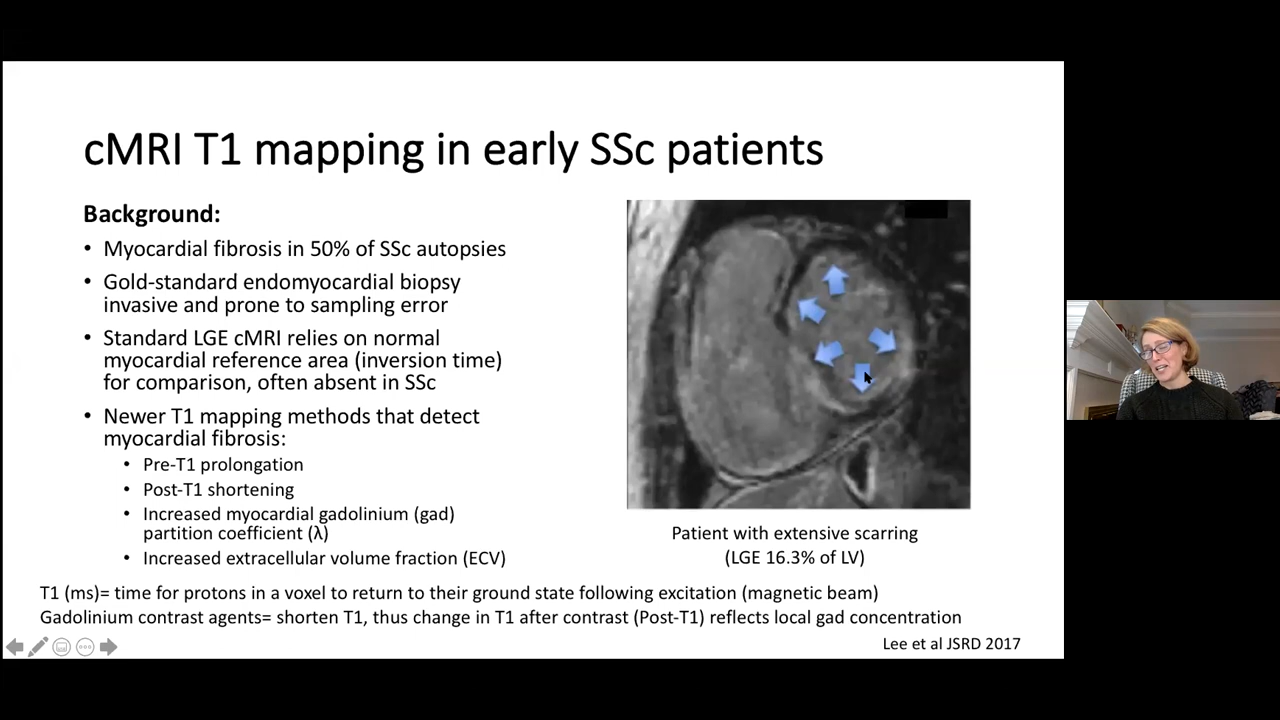 cMRI T1 mapping in early SSc patients
Background:
• Myocardial fibrosis in 50% of SSc autopsies
• Gold-standard endomyocardial biopsy
invasive and prone to sampling error
• Standard LGE cMRI relies on normal
myocardial reference area (inversion time)
for comparison, often absent in SSc
• Newer T1 mapping methods that detect
myocardial fibrosis:
• Pre-T1 prolongation
• Post-T1 shortening
• Increased myocardial gadolinium (gad)
partition coefficient (λ)
• Increased extracellular volume fraction (ECV)
Patient with extensive scarring
(LGE 16.3% of LV)
T1 (ms)= time for protons in a voxel to return to their ground state following excitation (magnetic beam)
Gadolinium contrast agents= shorten T1, thus change in T1 after contrast (Post-T1) reflects local gad concentration
Lee et al JSRD 2017